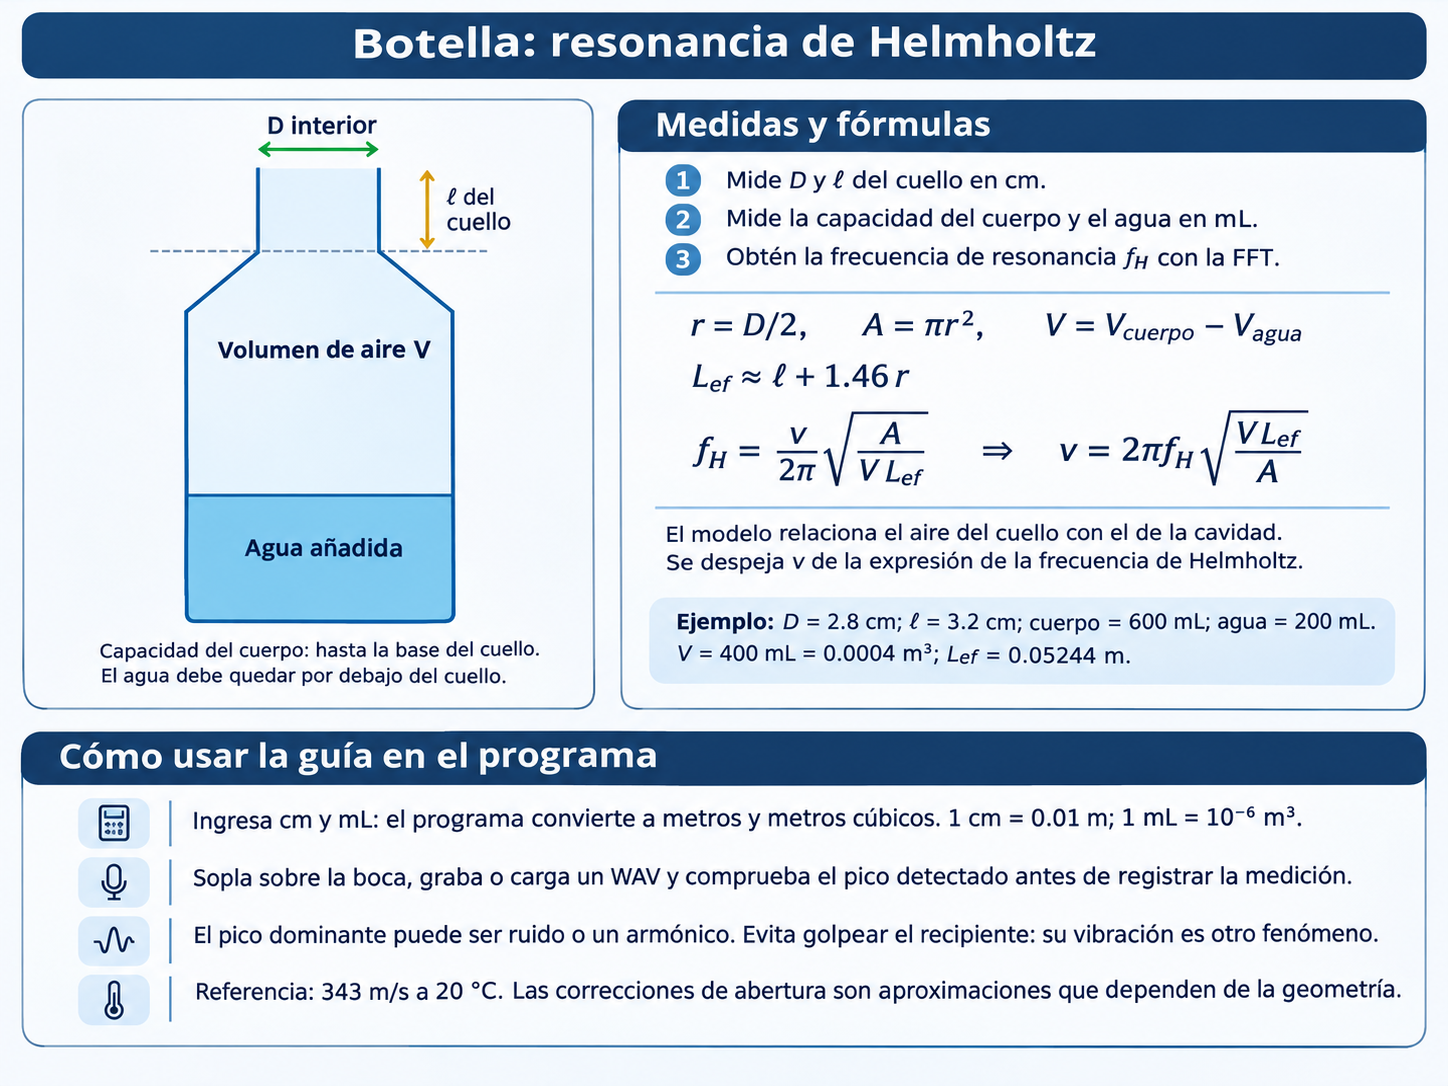 Botella: resonancia de Helmholtz
D interior
ℓ del
cuello
Volumen de aire V
Agua añadida
Capacidad del cuerpo: hasta la base del cuello.
El agua debe quedar por debajo del cuello.
Medidas y fórmulas
1 Mide D y ℓ del cuello en cm.
2 Mide la capacidad del cuerpo y el agua en mL.
3 Obtén la frecuencia de resonancia f_H con la FFT.
r = D/2, A = πr², V = V_cuerpo − V_agua
L_ef ≈ ℓ + 1.46 r
f_H = v/2π √(A/(V L_ef)) ⇒ v = 2πf_H √(V L_ef/A)
El modelo relaciona el aire del cuello con el de la cavidad.
Se despeja v de la expresión de la frecuencia de Helmholtz.
Ejemplo: D = 2.8 cm; ℓ = 3.2 cm; cuerpo = 600 mL; agua = 200 mL.
V = 400 mL = 0.0004 m³; L_ef = 0.05244 m.
Cómo usar la guía en el programa
Ingresa cm y mL: el programa convierte a metros y metros cúbicos. 1 cm = 0.01 m; 1 mL = 10⁻⁶ m³.
Sopla sobre la boca, graba o carga un WAV y comprueba el pico detectado antes de registrar la medición.
El pico dominante puede ser ruido o un armónico. Evita golpear el recipiente: su vibración es otro fenómeno.
Referencia: 343 m/s a 20 °C. Las correcciones de abertura son aproximaciones que dependen de la geometría.